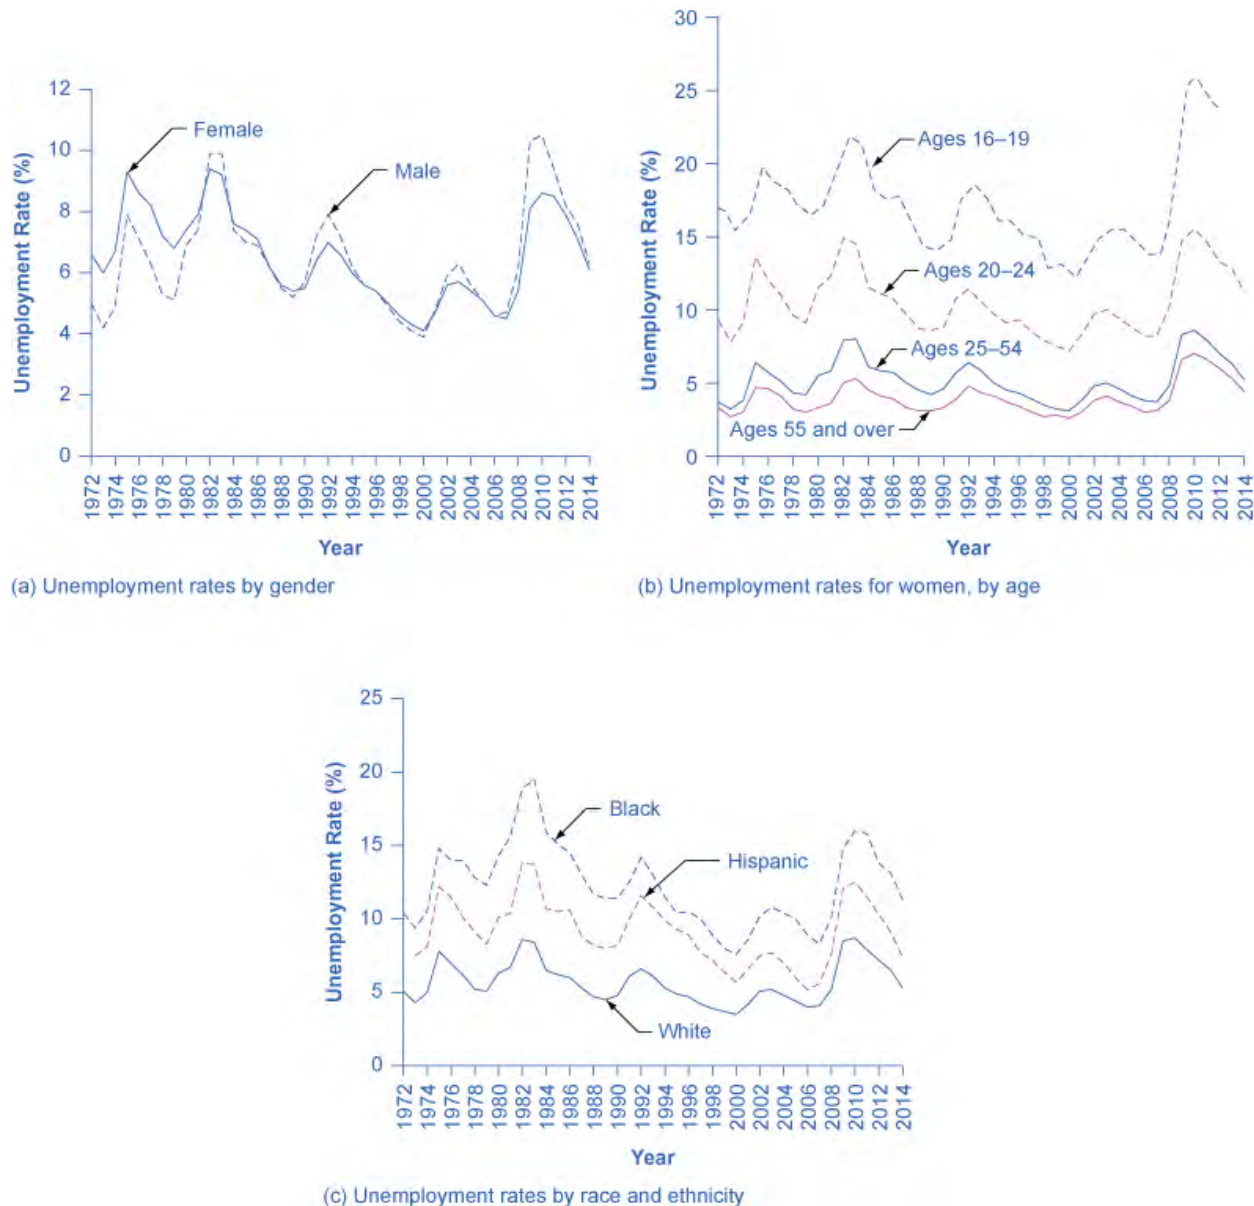 12
10
8
6
4
2
0
Unemployment Rate (%)
Female
Male
1972 1974 1976 1978 1980 1982 1984 1986 1988 1990 1992 1994 1996 1998 2000 2002 2004 2006 2008 2010 2012 2014
Year
(a) Unemployment rates by gender
30
25
20
15
10
5
0
Unemployment Rate (%)
Ages 16–19
Ages 20–24
Ages 25–54
Ages 55 and over
1972 1974 1976 1978 1980 1982 1984 1986 1988 1990 1992 1994 1996 1998 2000 2002 2004 2006 2008 2010 2012 2014
Year
(b) Unemployment rates for women, by age
25
20
15
10
5
0
Unemployment Rate (%)
Black
Hispanic
White
1972 1974 1976 1978 1980 1982 1984 1986 1988 1990 1992 1994 1996 1998 2000 2002 2004 2006 2008 2010 2012 2014
Year
(c) Unemployment rates by race and ethnicity